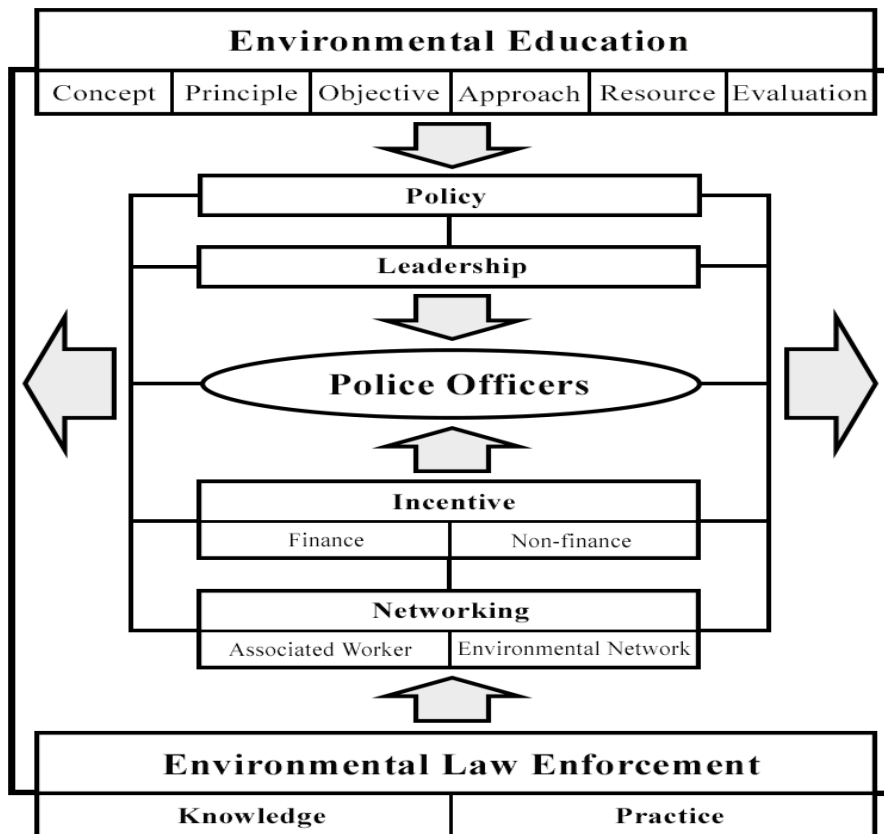 Environmental Education
Concept Principle Objective Approach Resource Evaluation
Policy
Leadership
Police Officers
Incentive
Finance Non-finance
Networking
Associated Worker Environmental Network
Environmental Law Enforcement
Knowledge Practice